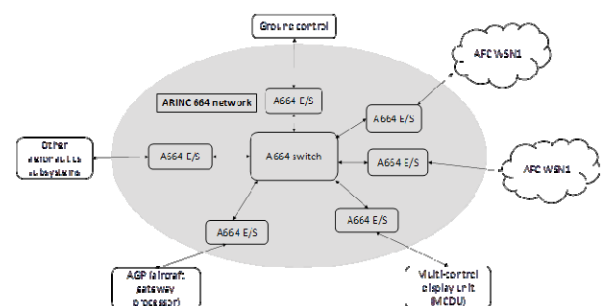 Ground control
AFC WSN1
ARINC 664 network
A664 E/S
A664 E/S
Other
subsystems
A664 E/S
A664 switch
A664 E/S
AFC WSN1
A664 E/S
A664 E/S
AGP (aircraft
gateway
processor)
Multi-control
display unit
(MCDU)